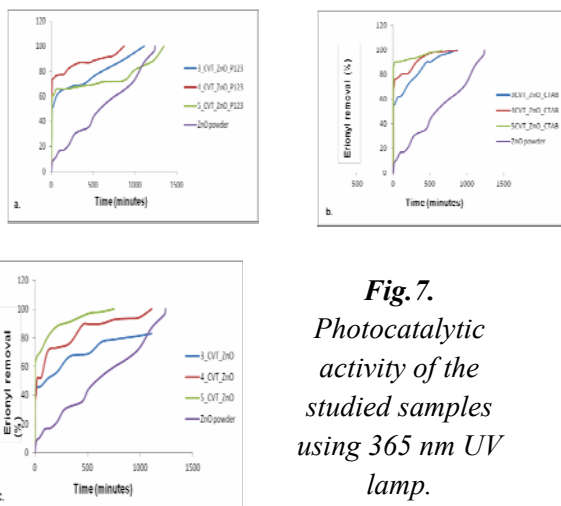 120
100
80
60
40
20
0
0
500
1000
1500
Time (minutes)
a.
3_CVT_ZnO_P123
4_CVT_ZnO_P123
5_CVT_ZnO_P123
ZnO powder
Erionyl removal (%)
120
100
80
60
40
20
0
500
0
500
1000
1500
Time (minutes)
b.
3CVT_ZnO_CTAB
4CVT_ZnO_CTAB
5CVT_ZnO_CTAB
ZnO powder
Erionyl removal
(%)
120
100
80
60
40
20
0
0
500
1000
1500
Time (minutes)
c.
3_CVT_ZnO
4_CVT_ZnO
5_CVT_ZnO
ZnO powder
Fig.7.
Photocatalytic
activity of the
studied samples
using 365 nm UV
lamp.